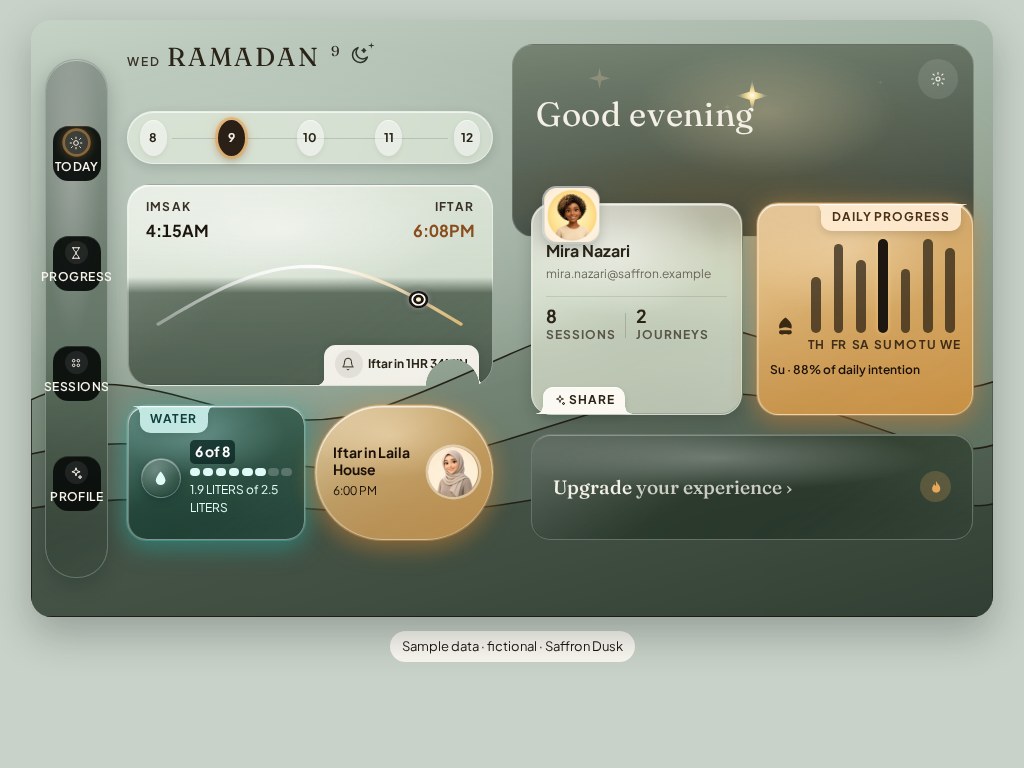 WED RAMADAN 9
Good evening
TODAY
PROGRESS
SESSIONS
PROFILE
8 9 10 11 12
IMSAK IFTAR
4:15AM 6:08PM
Iftar in 1HR
WATER
6 of 8
1.9 LITERS of 2.5
LITERS
Iftar in Laila
House
6:00 PM
Mira Nazari
mira.nazari@saffron.example
8 2
SESSIONS JOURNEYS
SHARE
DAILY PROGRESS
TH FR SA SU MO TU WE
Su · 88% of daily intention
Upgrade your experience ›
Sample data · fictional · Saffron Dusk